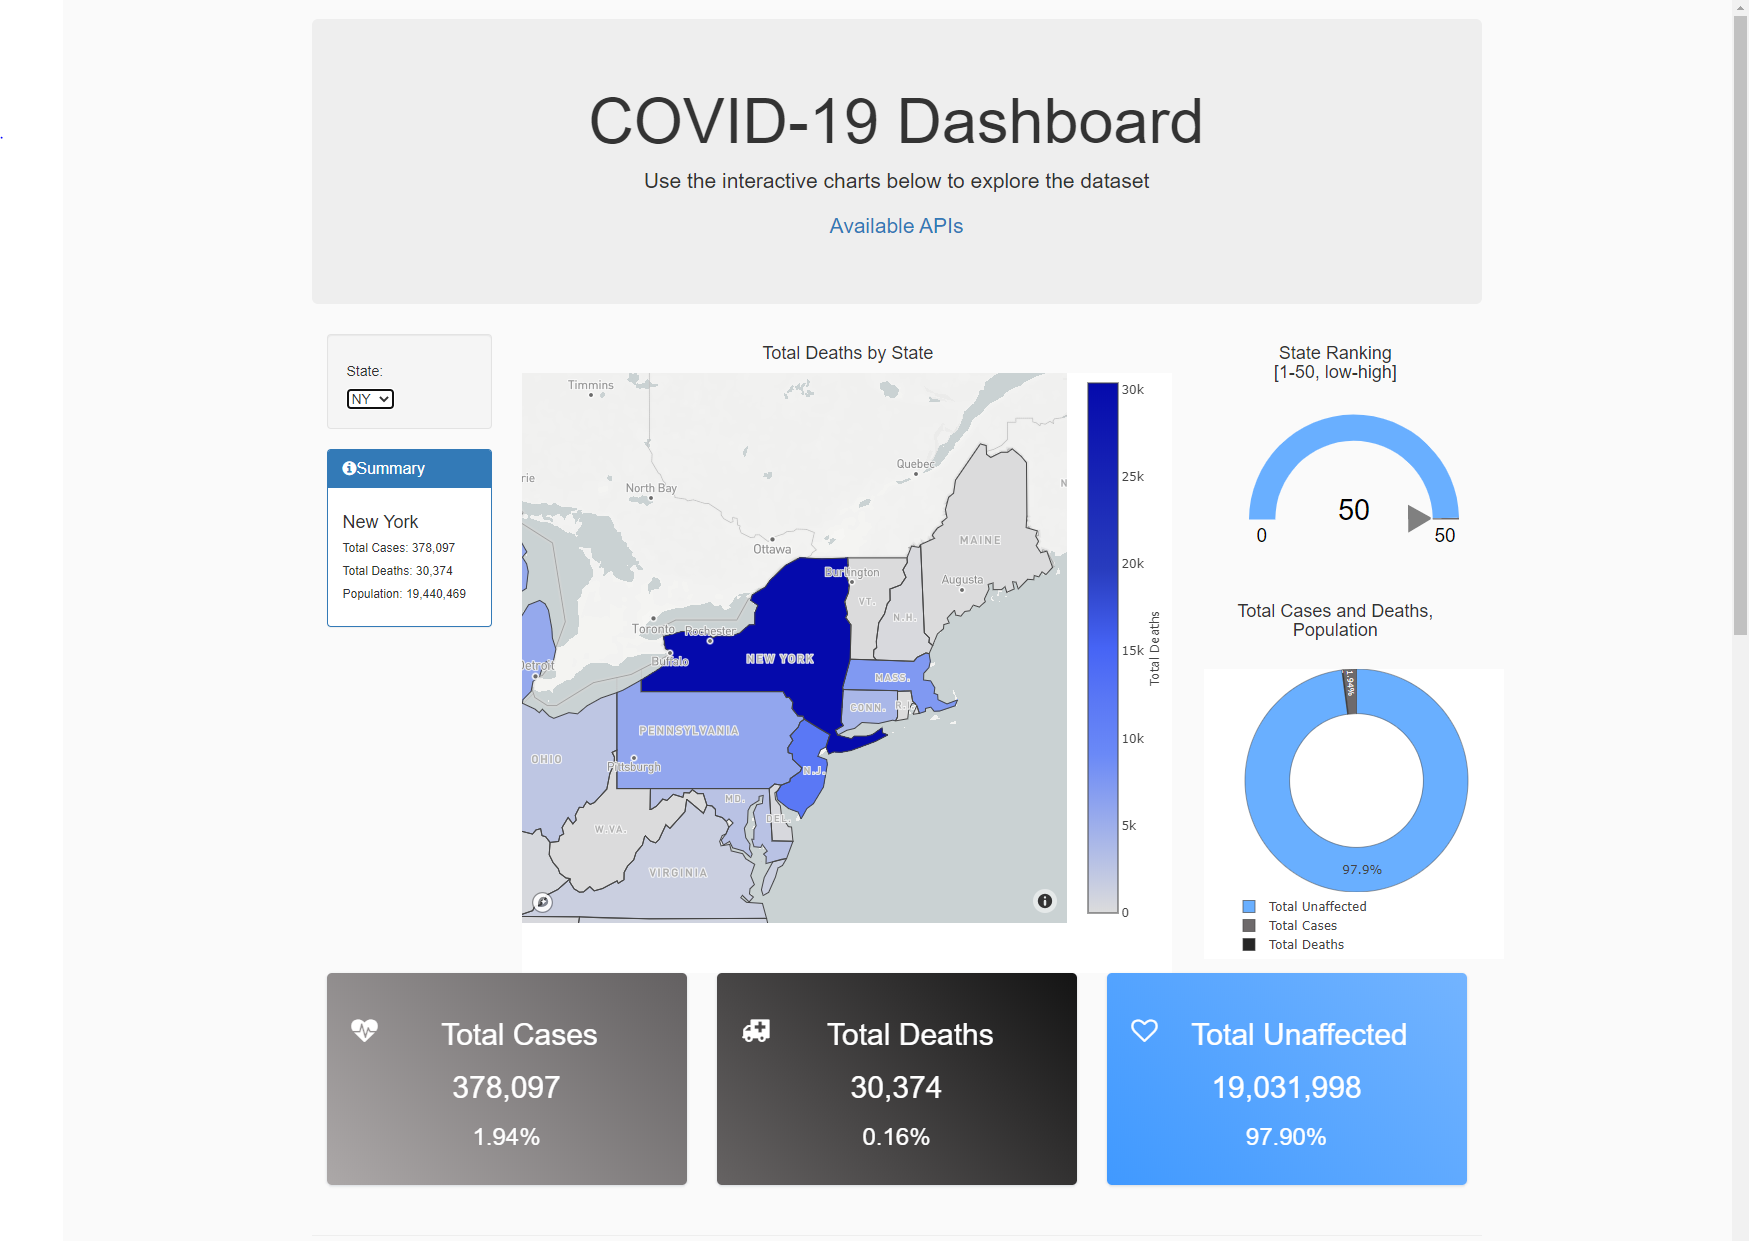 COVID-19 Dashboard
Use the interactive charts below to explore the dataset
Available APIs
State:
NY
Summary
New York
Total Cases: 378,097
Total Deaths: 30,374
Population: 19,440,469
Total Deaths by State
Timmins
Quebec
rie
North Bay
N
Ottawa
MAINE
Burlington
Augusta
VT.
N.H.
Toronto
Rochester
Buffalo
NEW YORK
Detroit
MASS.
CONN.
R.I.
PENNSYLVANIA
OHIO
Pittsburgh
N.J.
MD.
DEL.
W.VA.
VIRGINIA
30k
25k
20k
15k
10k
5k
0
Total Deaths
State Ranking
[1-50, low-high]
50
0
50
Total Cases and Deaths,
Population
1.94%
97.9%
Total Unaffected
Total Cases
Total Deaths
Total Cases
378,097
1.94%
Total Deaths
30,374
0.16%
Total Unaffected
19,031,998
97.90%